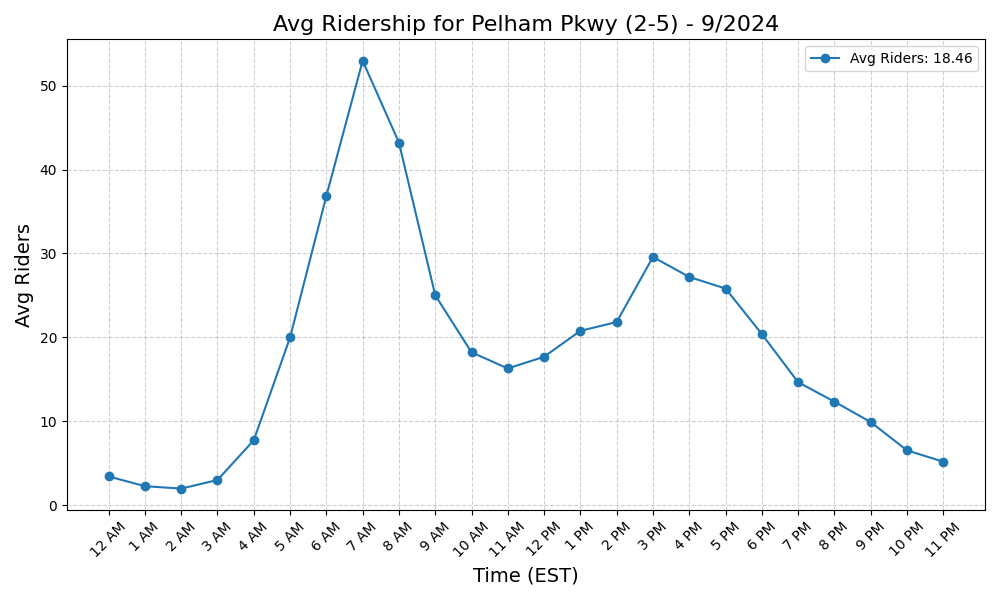 Avg Ridership for Pelham Pkwy (2-5) - 9/2024
Avg Riders: 18.46
Avg Riders
50
40
30
20
10
0
12 AM
1 AM
2 AM
3 AM
4 AM
5 AM
6 AM
7 AM
8 AM
9 AM
10 AM
11 AM
12 PM
1 PM
2 PM
3 PM
4 PM
5 PM
6 PM
7 PM
8 PM
9 PM
10 PM
11 PM
Time (EST)